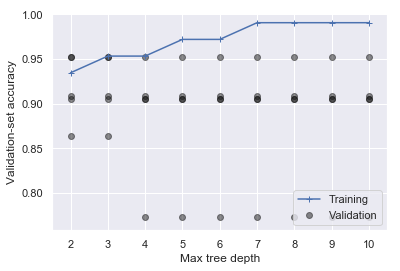 1.00
0.95
0.90
0.85
0.80
Validation-set accuracy
Training
Validation
2 3 4 5 6 7 8 9 10
Max tree depth